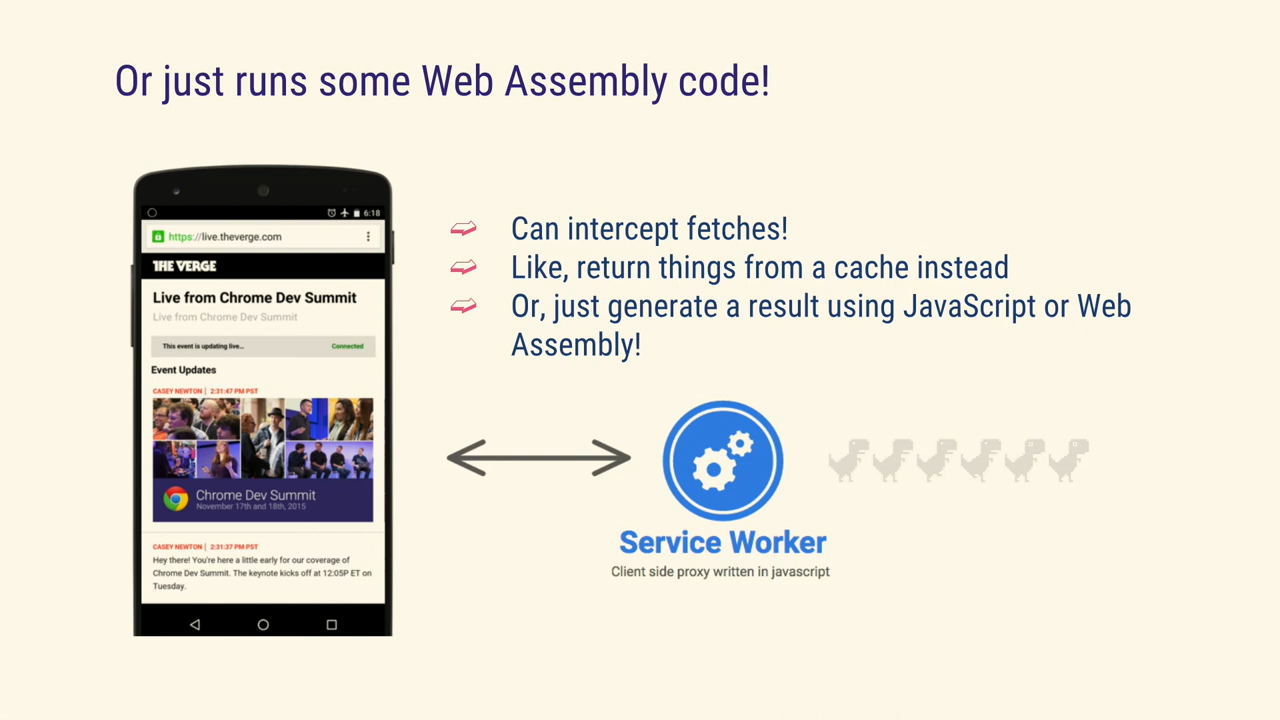 Or just runs some Web Assembly code!
6:18
https://live.theverge.com
THE VERGE
Live from Chrome Dev Summit
Live from Chrome Dev Summit
This event is updating live... Connected
Event Updates
CASEY NEWTON | 2:31:47 PM PST
Chrome Dev Summit
November 17th and 18th, 2015
CASEY NEWTON | 2:31:37 PM PST
Hey there! You're here a little early for our coverage of
Chrome Dev Summit. The keynote kicks off at 12:05P ET on
Tuesday.
➯ Can intercept fetches!
➯ Like, return things from a cache instead
➯ Or, just generate a result using JavaScript or Web
Assembly!
Service Worker
Client side proxy written in javascript